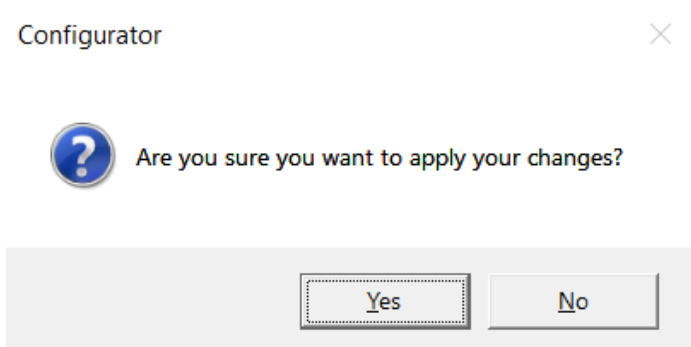 Configurator
Are you sure you want to apply your changes?
Yes
No